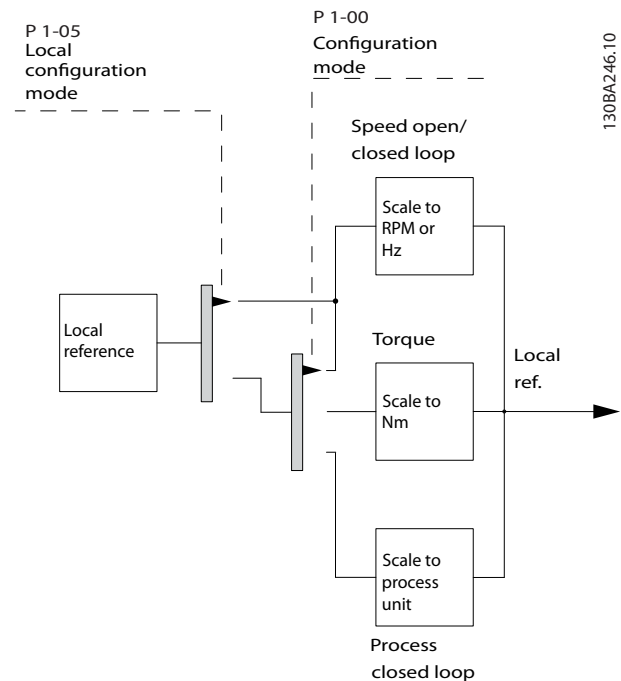 P 1-05
Local
configuration
mode
P 1-00
Configuration
mode
130BA246.10
Speed open/
closed loop
Scale to
RPM or
Hz
Local
reference
Torque
Scale to
Nm
Local
ref.
Scale to
process
unit
Process
closed loop